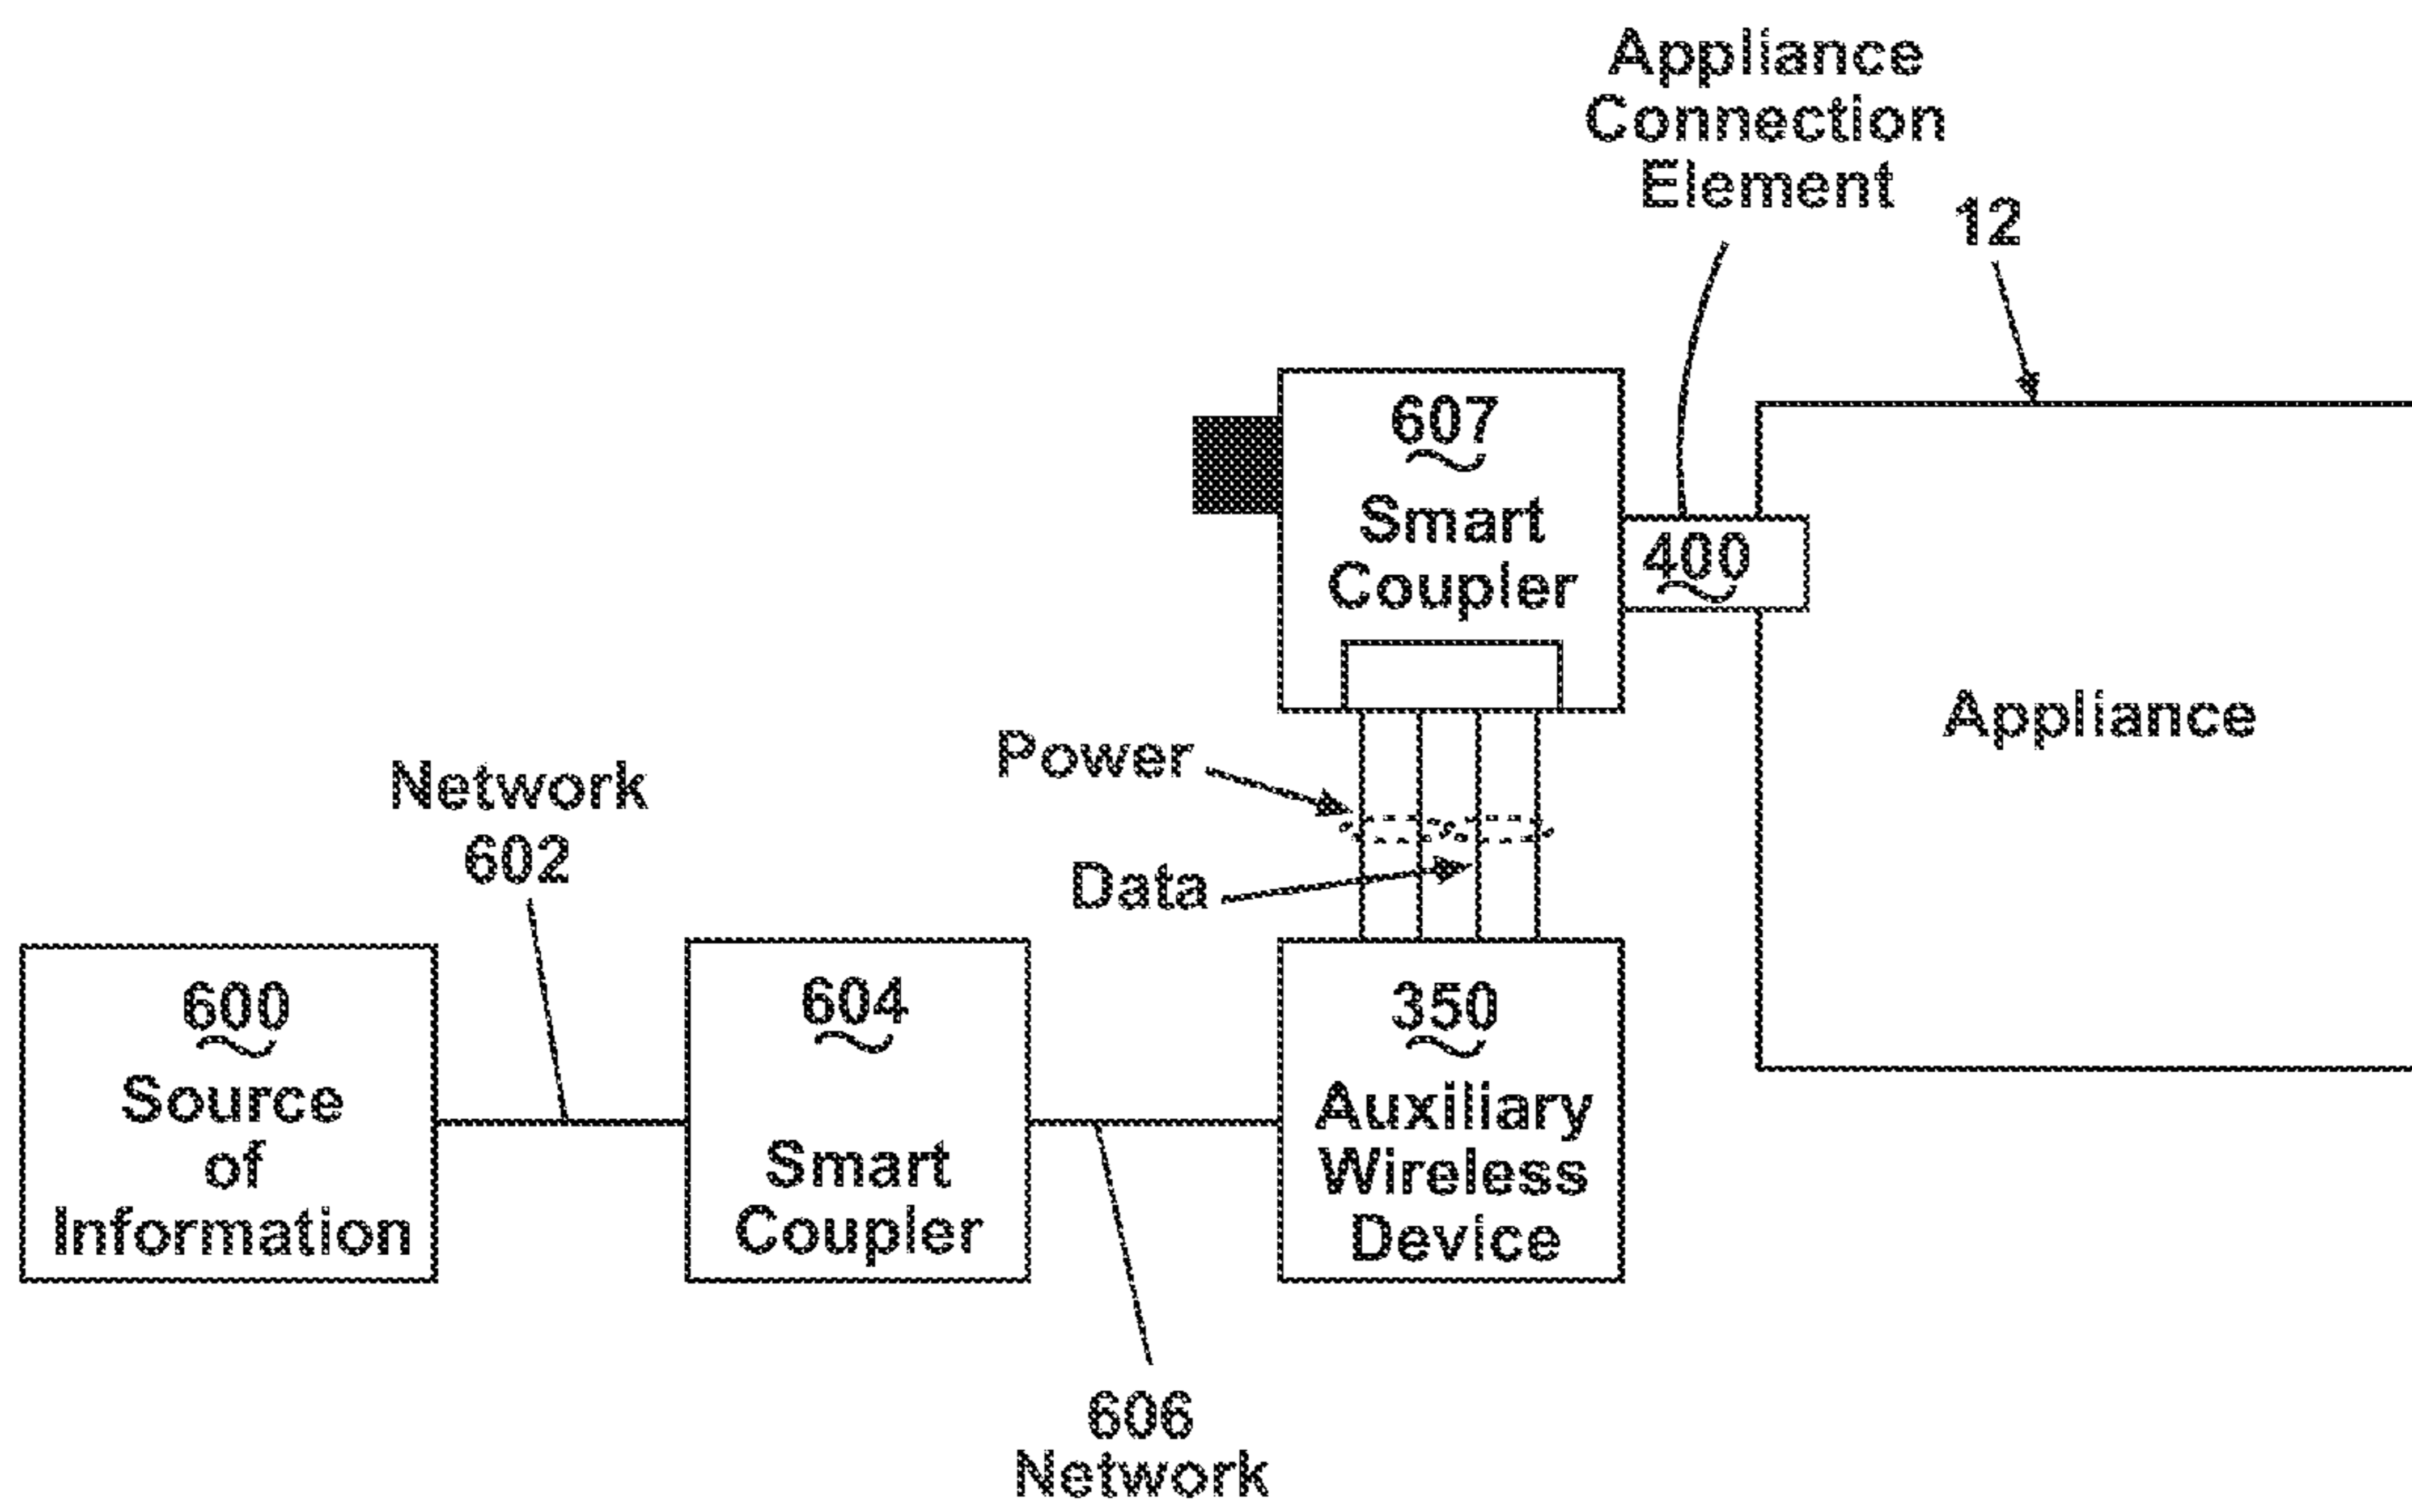 Appliance
Connection
Element
12
607
Smart
Coupler
400
Appliance
Power
Data
Network
602
600
Source
of
Information
604
Smart
Coupler
350
Auxiliary
Wireless
Device
606
Network